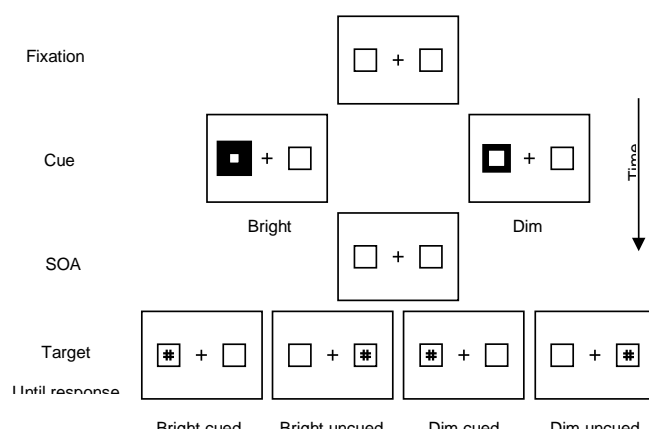 Fixation
+
Cue
+
+
Time
Bright
Dim
SOA
+
Target
# +
+ #
# +
+ #
Until response
Bright cued
Bright uncued
Dim cued
Dim uncued